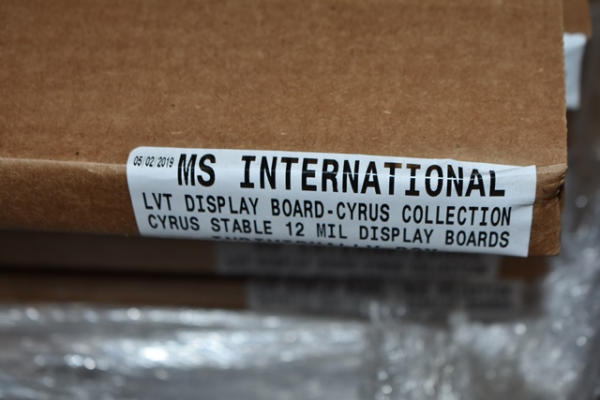 05/02/2019 MS INTERNATIONAL
LVT DISPLAY BOARD-CYRUS COLLECTION
CYRUS STABLE 12 MIL DISPLAY BOARDS